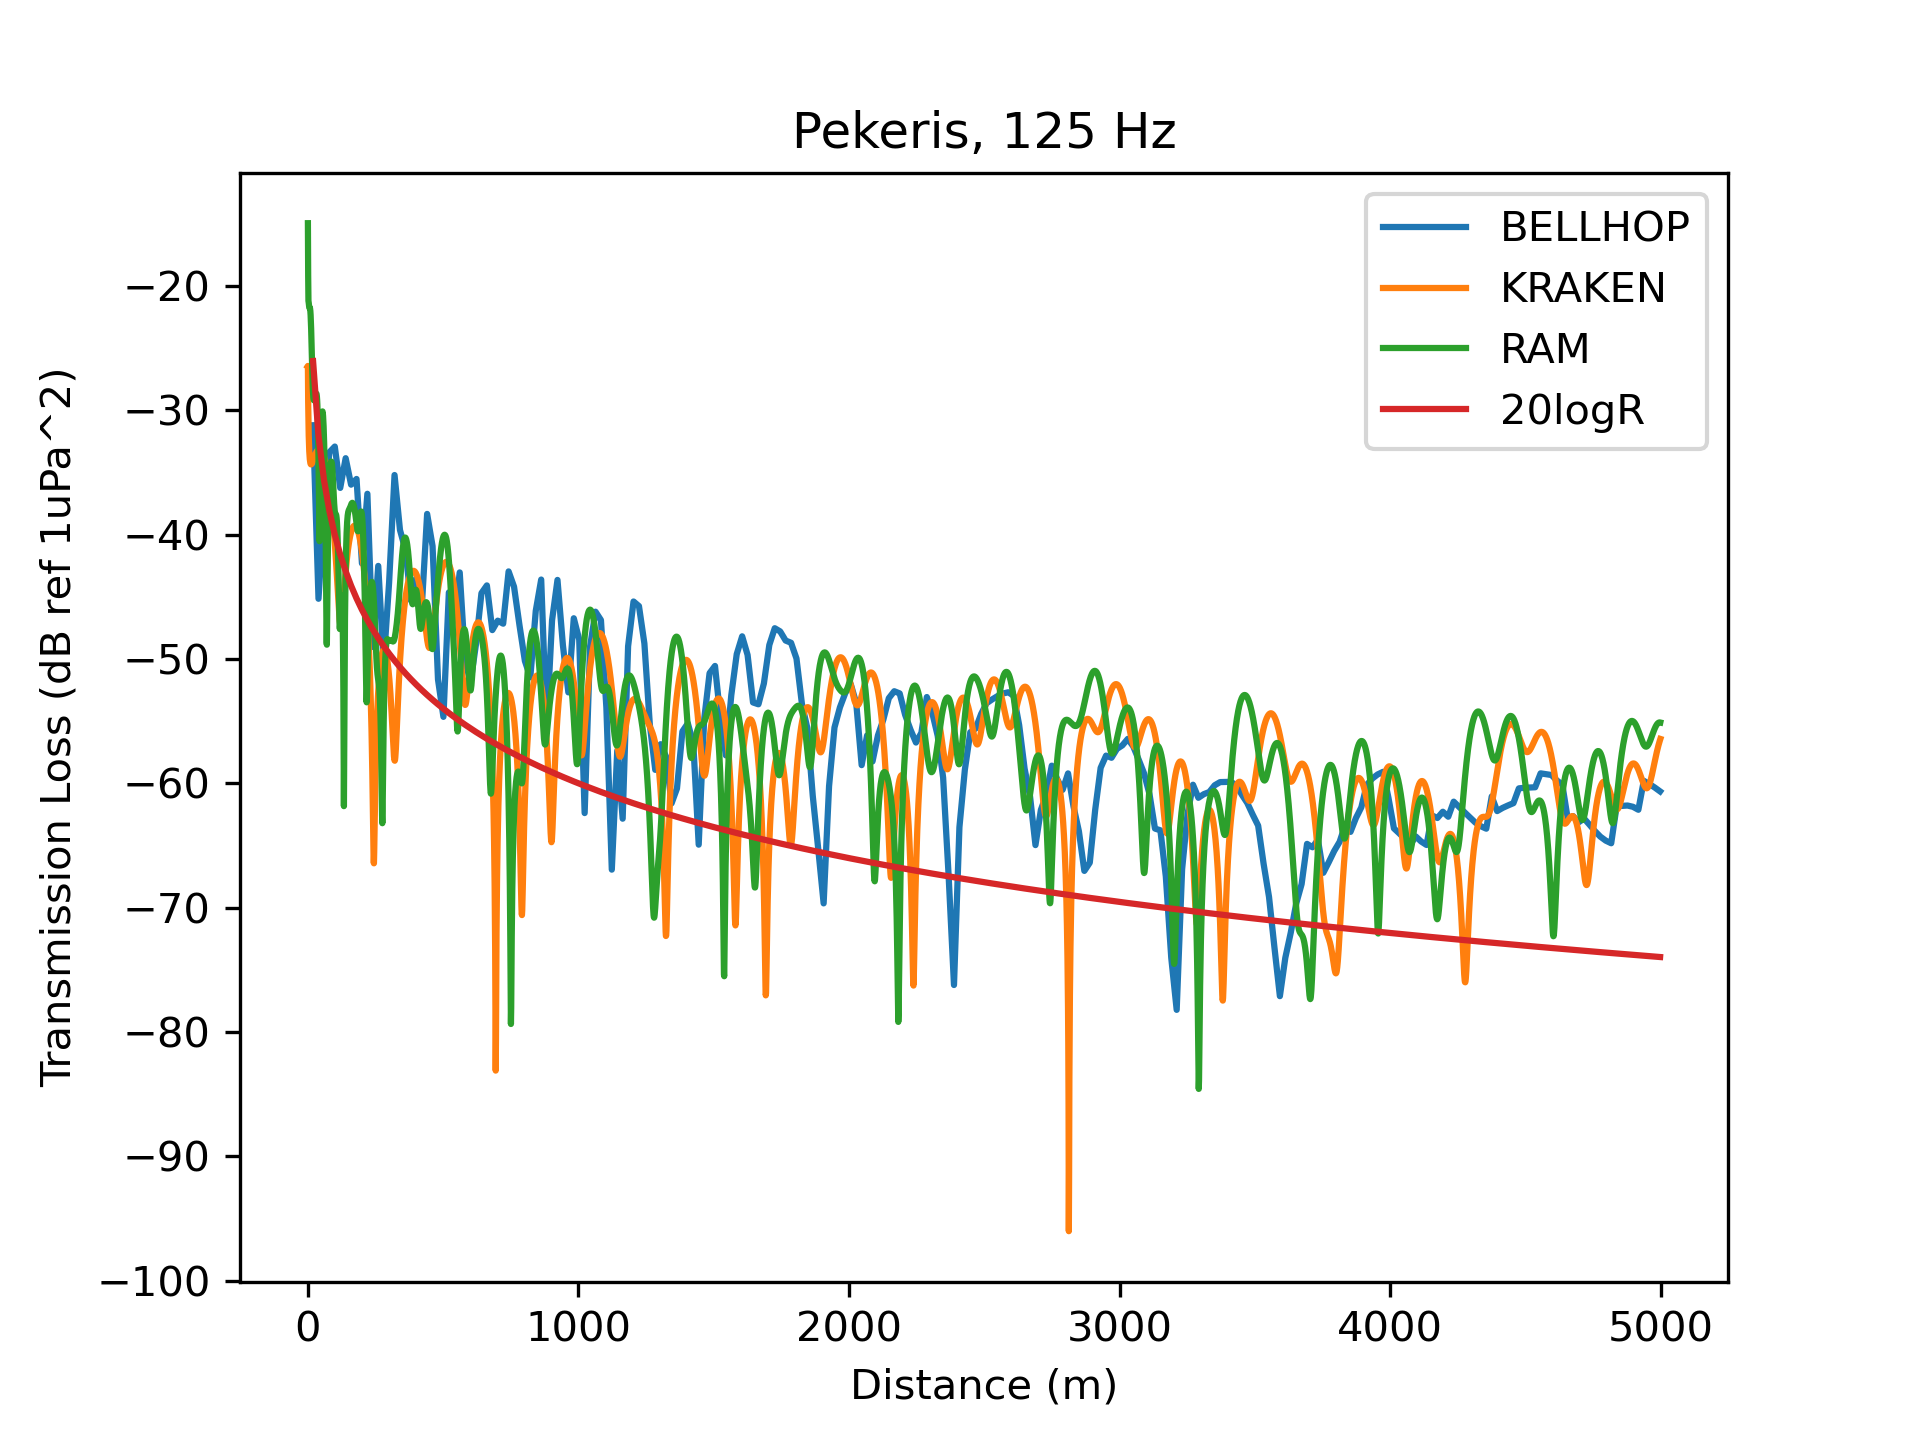 Pekeris, 125 Hz
BELLHOP
KRAKEN
RAM
20logR
Transmission Loss (dB ref 1uPa^2)
−20
−30
−40
−50
−60
−70
−80
−90
−100
0 1000 2000 3000 4000 5000
Distance (m)